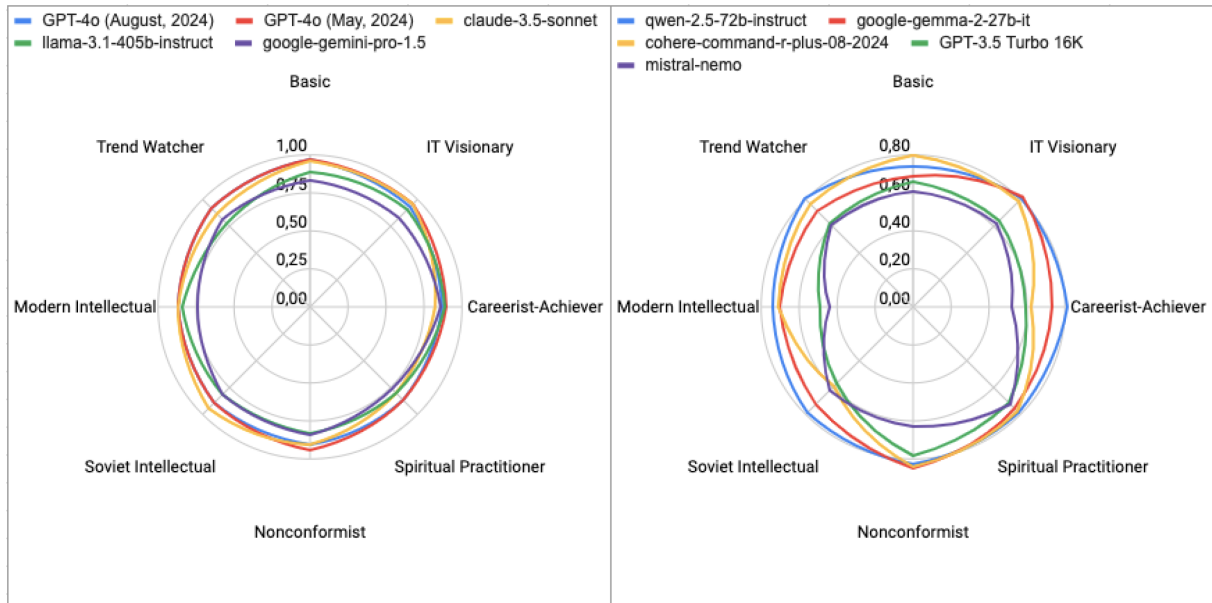 GPT-4o (August, 2024) GPT-4o (May, 2024) claude-3.5-sonnet
llama-3.1-405b-instruct google-gemini-pro-1.5
Basic
Trend Watcher IT Visionary
1,00
0,75
0,50
0,25
0,00
Modern Intellectual Careerist-Achiever
Soviet Intellectual Spiritual Practitioner
Nonconformist
qwen-2.5-72b-instruct google-gemma-2-27b-it
cohere-command-r-plus-08-2024 GPT-3.5 Turbo 16K
mistral-nemo
Basic
Trend Watcher IT Visionary
0,80
0,60
0,40
0,20
0,00
Modern Intellectual Careerist-Achiever
Soviet Intellectual Spiritual Practitioner
Nonconformist